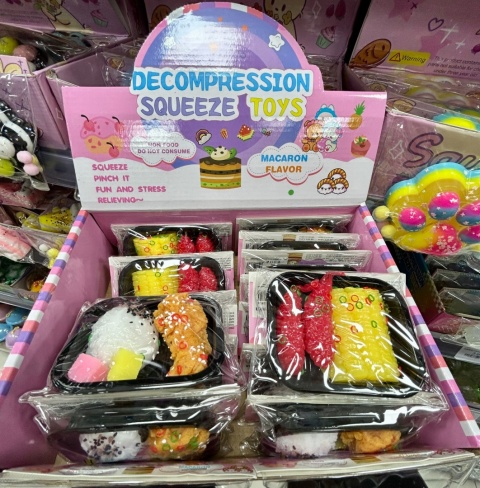 DECOMPRESSION
SQUEEZE TOYS
NON FOOD
DO NOT CONSUME
MACARON
FLAVOR
SQUEEZE
PINCH IT
FUN AND STRESS
RELIEVING~
Warning